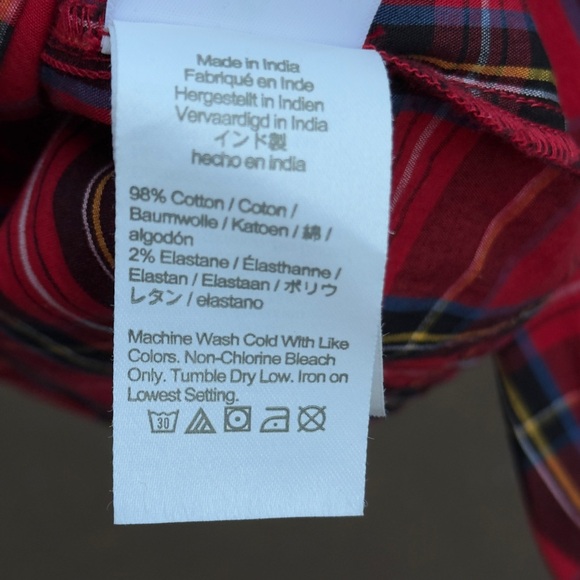 Made in India
Fabriqué en Inde
Hergestellt in Indien
Vervaardigd in India
インド製
hecho en india
98% Cotton / Coton /
Baumwolle / Katoen / 綿 /
algodón
2% Elastane / Élasthanne /
Elastan / Elastaan / ポリウ
レタン / elastano
Machine Wash Cold With Like
Colors. Non-Chlorine Bleach
Only. Tumble Dry Low. Iron on
Lowest Setting.
30